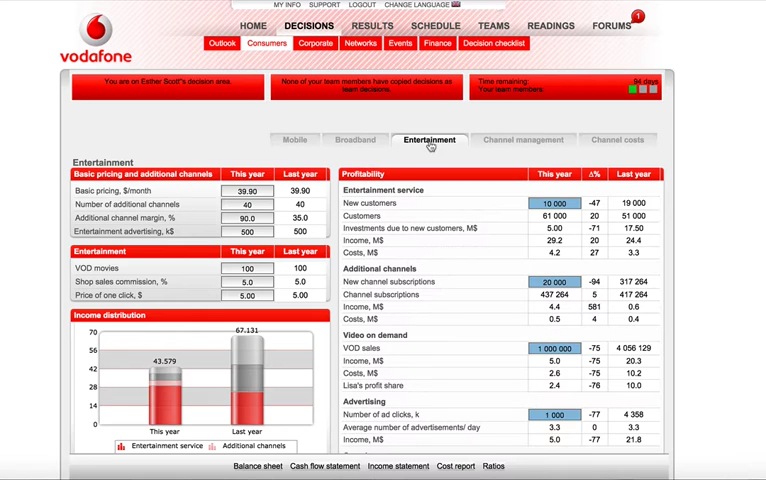 MY INFO SUPPORT LOGOUT CHANGE LANGUAGE
HOME DECISIONS RESULTS SCHEDULE TEAMS READINGS FORUMS 1
Outlook Consumers Corporate Networks Events Finance Decision checklist
vodafone
You are on Esther Scott's decision area.
None of your team members have copied decisions as
team decisions.
Time remaining: 94 days
Your team members:
Mobile Broadband Entertainment Channel management Channel costs
Entertainment
Basic pricing and additional channels This year Last year
Basic pricing, $/month 39.90 39.90
Number of additional channels 40 40
Additional channel margin, % 90.0 35.0
Entertainment advertising, k$ 500 500
Entertainment This year Last year
VOD movies 100 100
Shop sales commission, % 5.0 5.0
Price of one click, $ 5.00 5.00
Income distribution
70
56
42
28
14
0
43.579
67.131
This year Last year
Entertainment service Additional channels
Profitability This year Δ% Last year
Entertainment service
New customers 10 000 -47 19 000
Customers 61 000 20 51 000
Investments due to new customers, M$ 5.00 -71 17.50
Income, M$ 29.2 20 24.4
Costs, M$ 4.2 27 3.3
Additional channels
New channel subscriptions 20 000 -94 317 264
Channel subscriptions 437 264 5 417 264
Income, M$ 4.4 581 0.6
Costs, M$ 0.5 4 0.4
Video on demand
VOD sales 1 000 000 -75 4 056 129
Income, M$ 5.0 -75 20.3
Costs, M$ 2.6 -75 10.2
Lisa's profit share 2.4 -76 10.0
Advertising
Number of ad clicks, k 1 000 -77 4 358
Average number of advertisements/ day 3.3 0 3.3
Income, M$ 5.0 -77 21.8
Balance sheet Cash flow statement Income statement Cost report Ratios